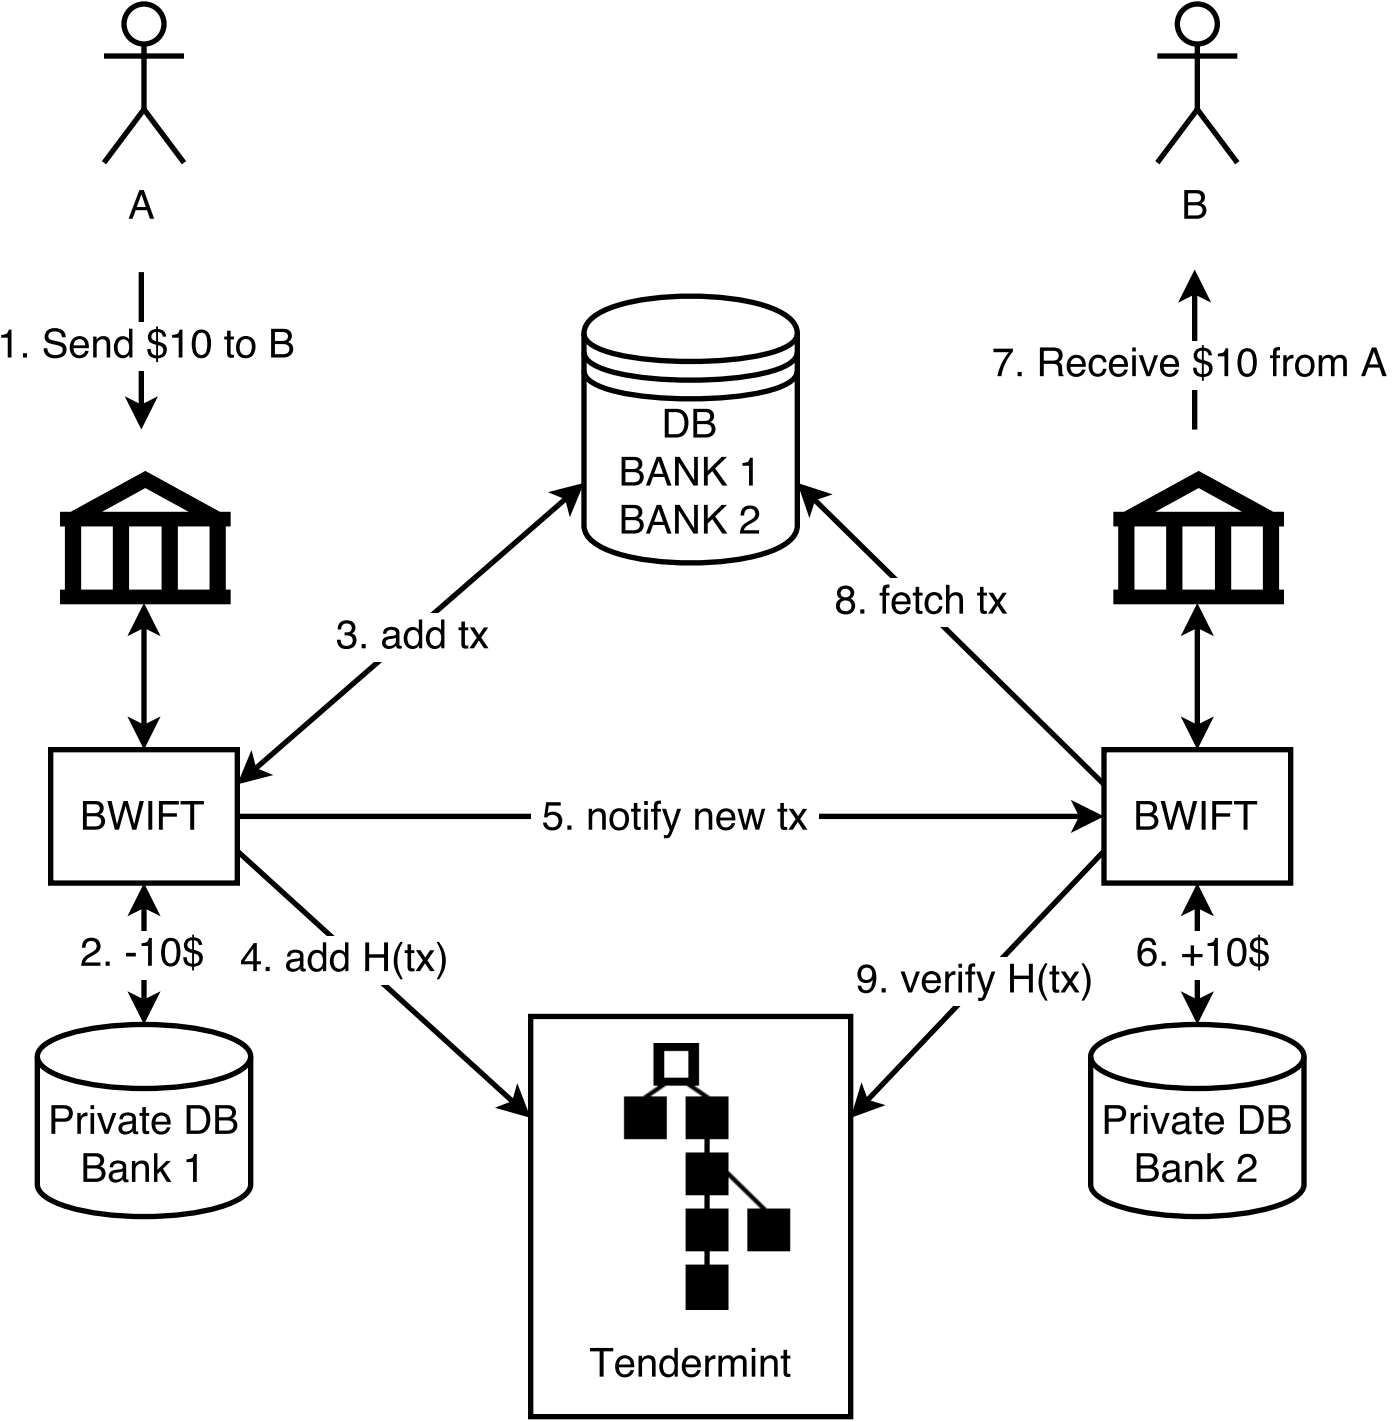 A
B
1. Send $10 to B
7. Receive $10 from A
DB
BANK 1
BANK 2
8. fetch tx
3. add tx
BWIFT
5. notify new tx
BWIFT
2. -10$
4. add H(tx)
9. verify H(tx)
6. +10$
Private DB
Bank 1
Private DB
Bank 2
Tendermint